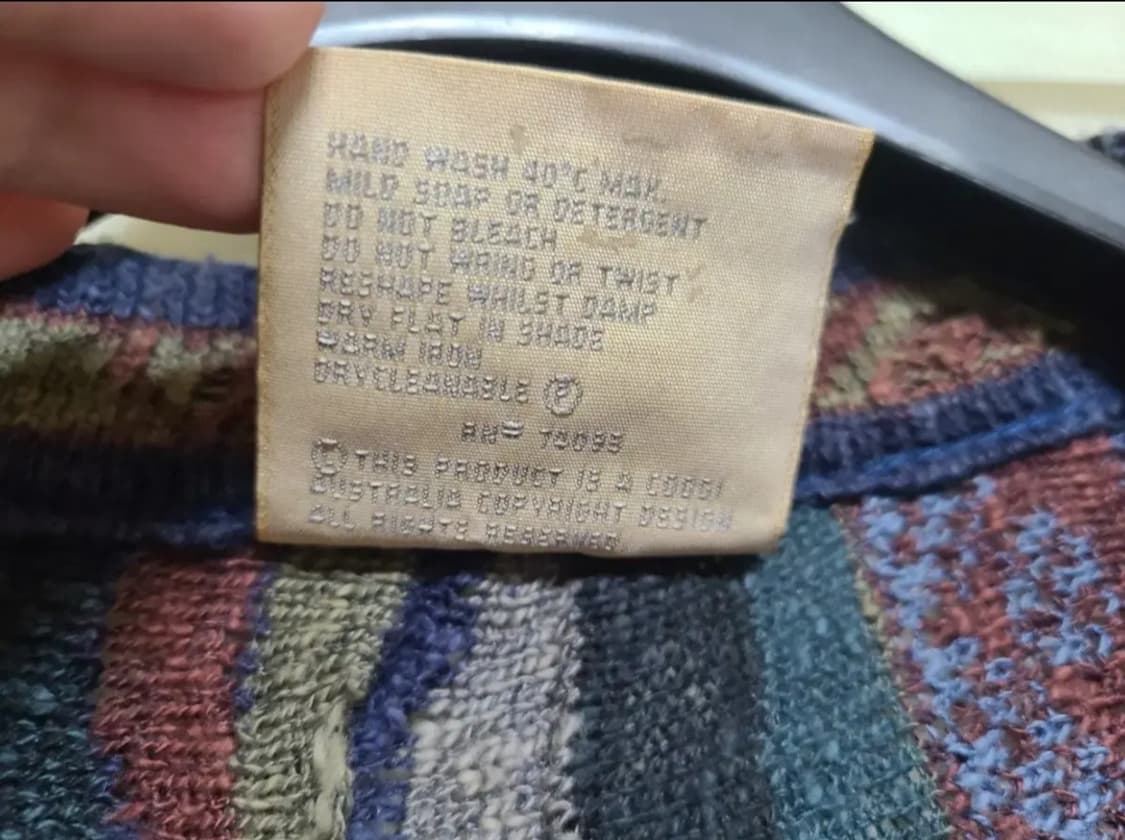 HAND WASH 40°C MAX.
MILD SOAP OR DETERGENT
DO NOT BLEACH
DO NOT WRING OR TWIST
RESHAPE WHILST DAMP
DRY FLAT IN SHADE
WARM IRON
DRYCLEANABLE Ⓟ
RN
© THIS PRODUCT IS A COOGI
AUSTRALIA COPYRIGHT DESIGN
ALL RIGHTS RESERVED